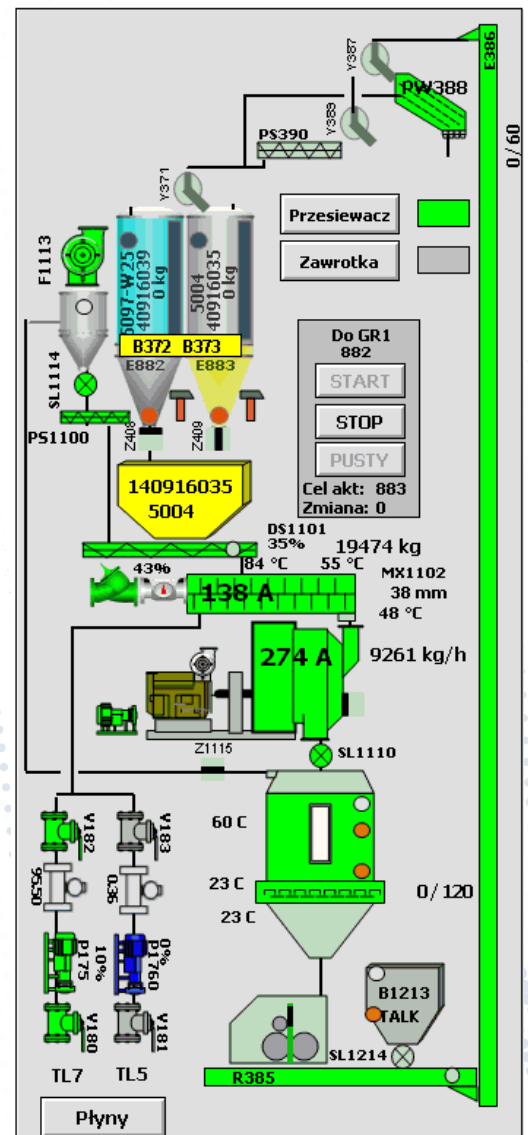 Y387
E386
PW388
Y389
0/60
PS390
Y371
Przesiewacz
Zawrotka
F1113
6097-W25
40916039
0 kg
5004
40916035
0 kg
B372 B373
E882 E883
Do GR1
882
START
STOP
PUSTY
Cel akt: 883
Zmiana: 0
SL1114
PS1100
Z408
Z409
140916035
5004
DS1101
35%
19474 kg
84 °C 55 °C
43%
138 A
MX1102
38 mm
48 °C
274 A
9261 kg/h
Z1115
SL1110
60 C
23 C
23 C
0/120
V182
V183
95.50
0.36
P175
10%
0%
P1760
V180
V181
TL7 TL5
B1213
TALK
SL1214
R385
Płyny